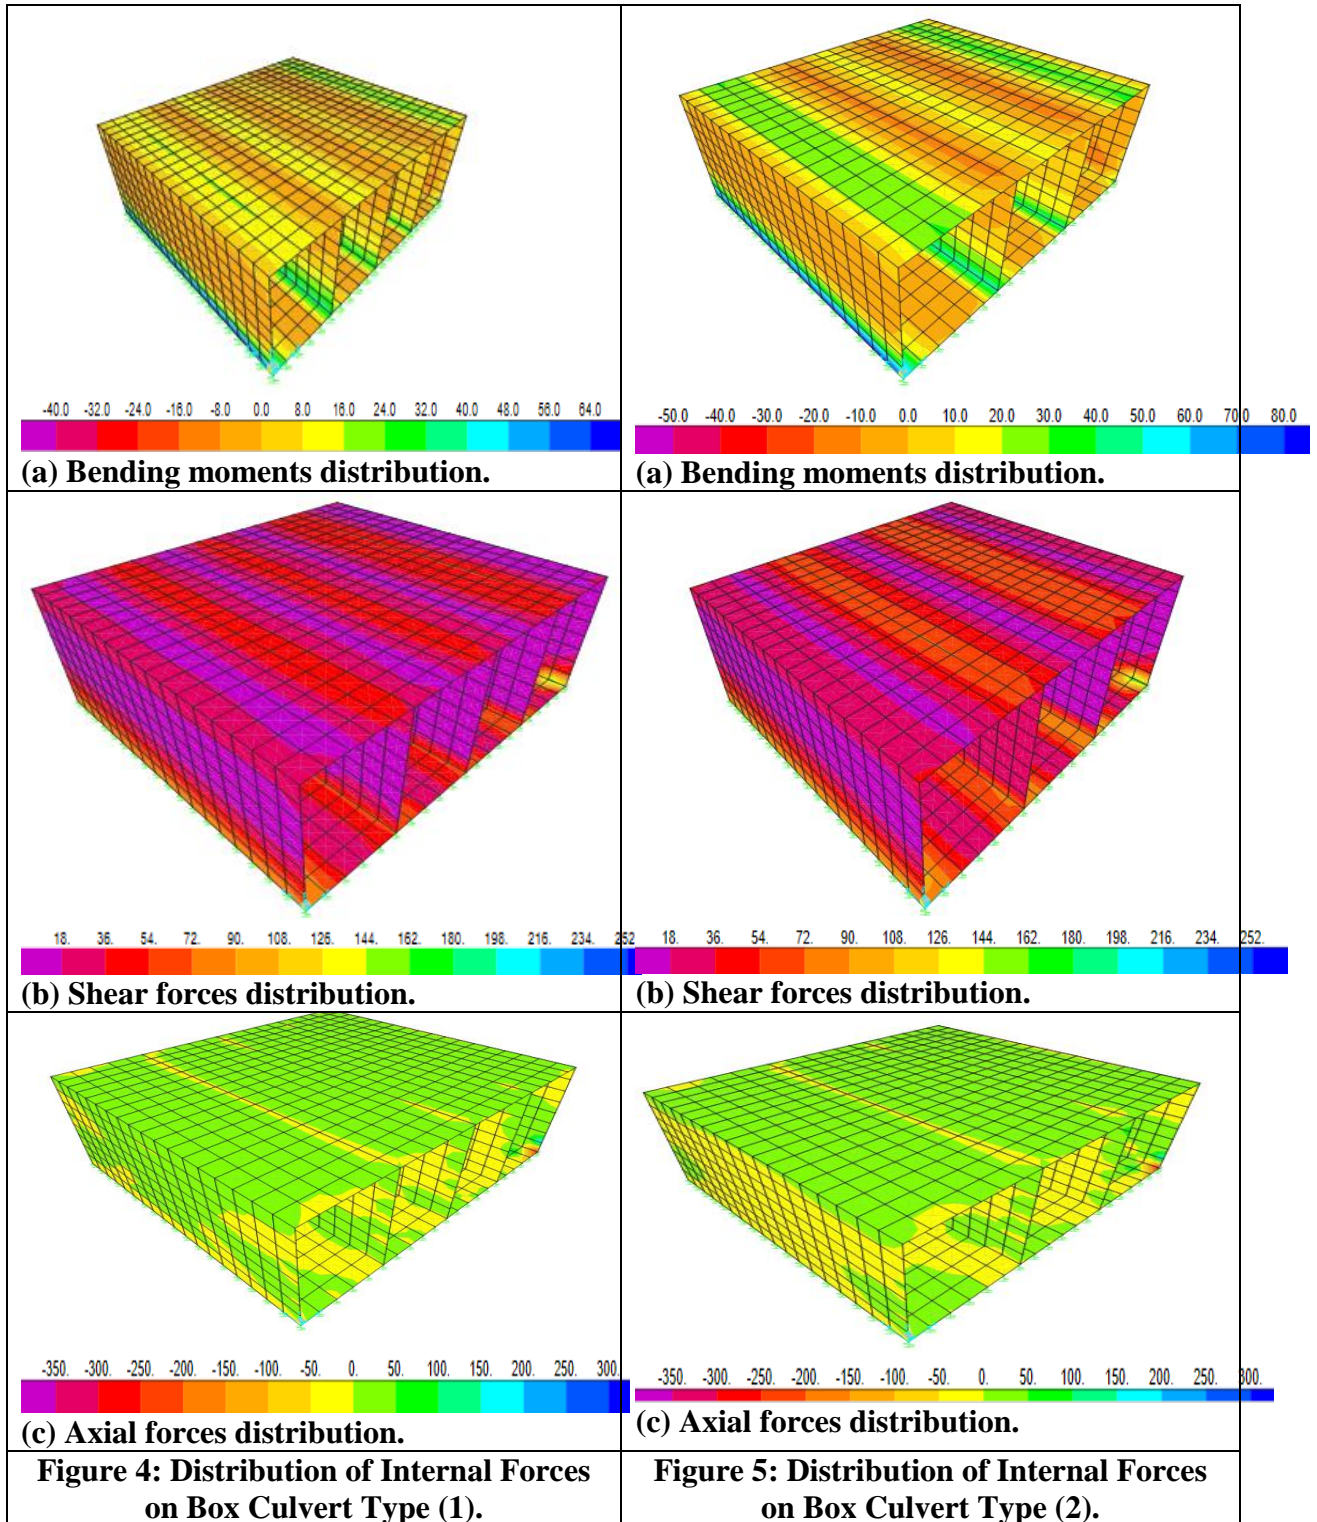 -40.0 -32.0 -24.0 -16.0 -8.0 0.0 8.0 16.0 24.0 32.0 40.0 48.0 56.0 64.0
(a) Bending moments distribution.
-50.0 -40.0 -30.0 -20.0 -10.0 0.0 10.0 20.0 30.0 40.0 50.0 60.0 70.0 80.0
(a) Bending moments distribution.
18. 36. 54. 72. 90. 108. 126. 144. 162. 180. 198. 216. 234. 252
(b) Shear forces distribution.
18. 36. 54. 72. 90. 108. 126. 144. 162. 180. 198. 216. 234. 252.
(b) Shear forces distribution.
-350. -300. -250. -200. -150. -100. -50. 0. 50. 100. 150. 200. 250. 300.
(c) Axial forces distribution.
-350. -300. -250. -200. -150. -100. -50. 0. 50. 100. 150. 200. 250. 300.
(c) Axial forces distribution.
Figure 4: Distribution of Internal Forces
on Box Culvert Type (1).
Figure 5: Distribution of Internal Forces
on Box Culvert Type (2).